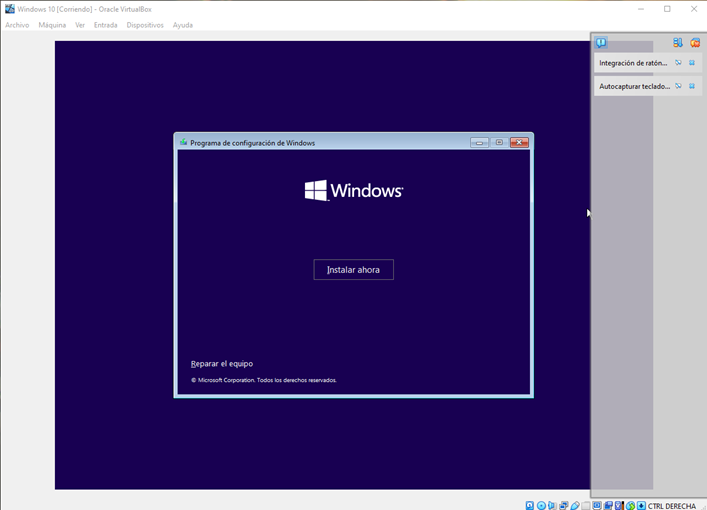 Windows 10 [Corriendo] - Oracle VirtualBox
Archivo Máquina Ver Entrada Dispositivos Ayuda
Integración de ratón...
Autocapturar teclado...
Programa de configuración de Windows
Windows
Instalar ahora
Reparar el equipo
© Microsoft Corporation. Todos los derechos reservados.
CTRL DERECHA